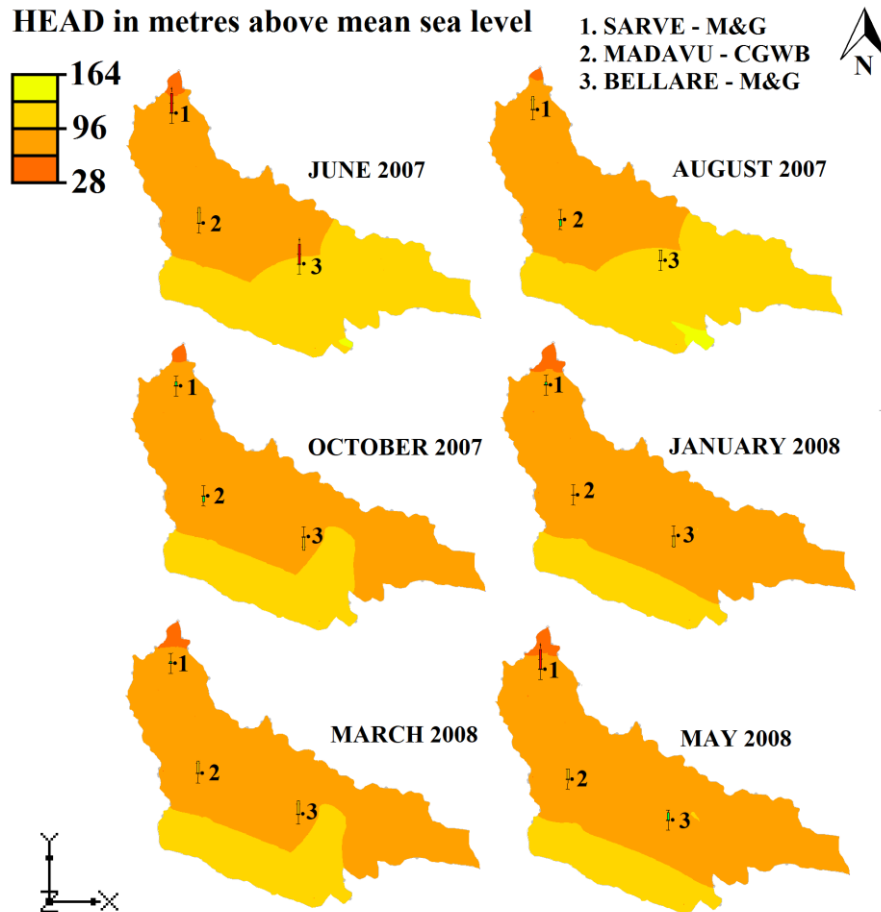 HEAD in metres above mean sea level
1. SARVE - M&G
2. MADAVU - CGWB
3. BELLARE - M&G
N
164
96
28
1
2
3
JUNE 2007
1
2
3
AUGUST 2007
1
2
3
OCTOBER 2007
1
2
3
JANUARY 2008
1
2
3
MARCH 2008
1
2
3
MAY 2008
Y
Z
X